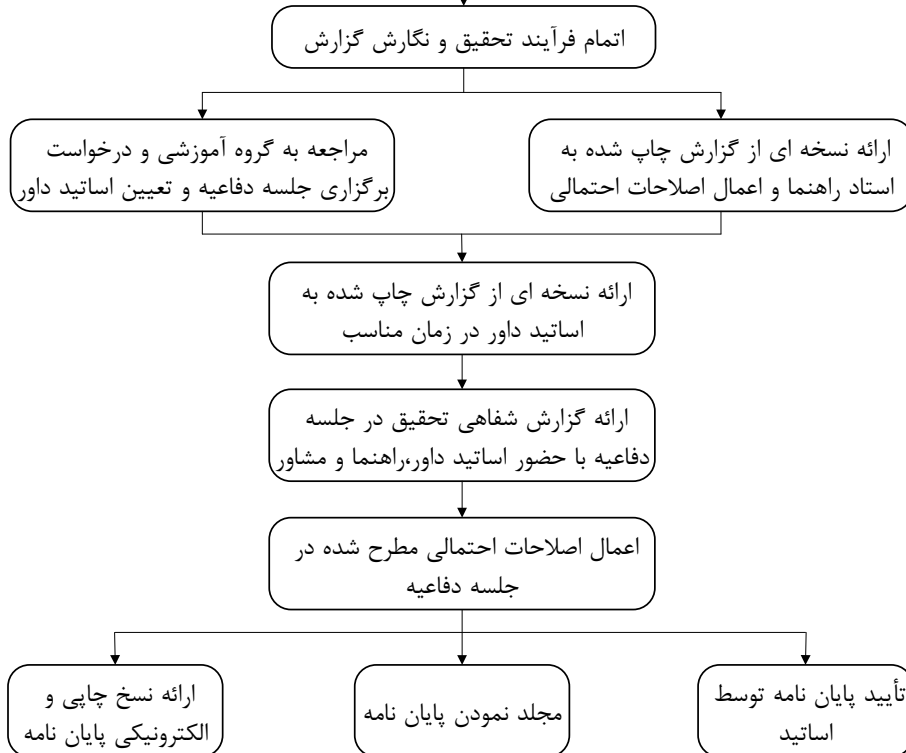 اتمام فرآیند تحقیق و نگارش گزارش
ارائه نسخه ای از گزارش چاپ شده به
استاد راهنما و اعمال اصلاحات احتمالی
مراجعه به گروه آموزشی و درخواست
برگزاری جلسه دفاعیه و تعیین اساتید داور
ارائه نسخه ای از گزارش چاپ شده به
اساتید داور در زمان مناسب
ارائه گزارش شفاهی تحقیق در جلسه
دفاعیه با حضور اساتید داور،راهنما و مشاور
اعمال اصلاحات احتمالی مطرح شده در
جلسه دفاعیه
تأیید پایان نامه توسط
اساتید
مجلد نمودن پایان نامه
ارائه نسخ چاپی و
الکترونیکی پایان نامه